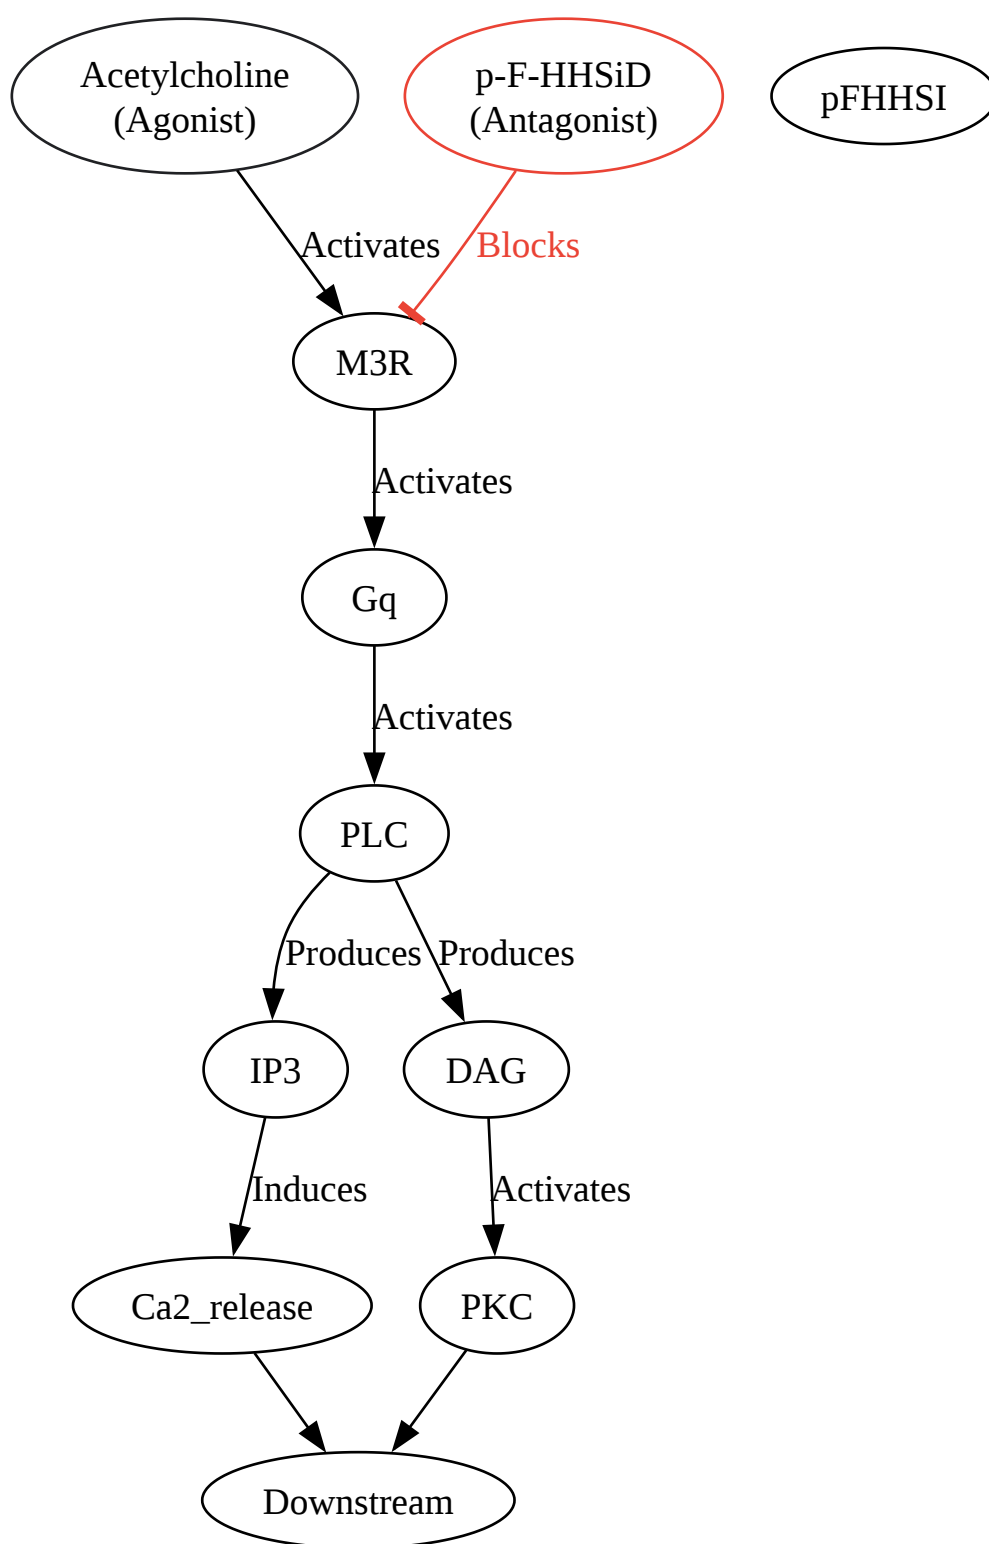 Acetylcholine
(Agonist)
p-F-HHSiD
(Antagonist)
pFHHSI
Activates
Blocks
M3R
Activates
Gq
Activates
PLC
Produces
Produces
IP3
DAG
Induces
Activates
Ca2_release
PKC
Downstream